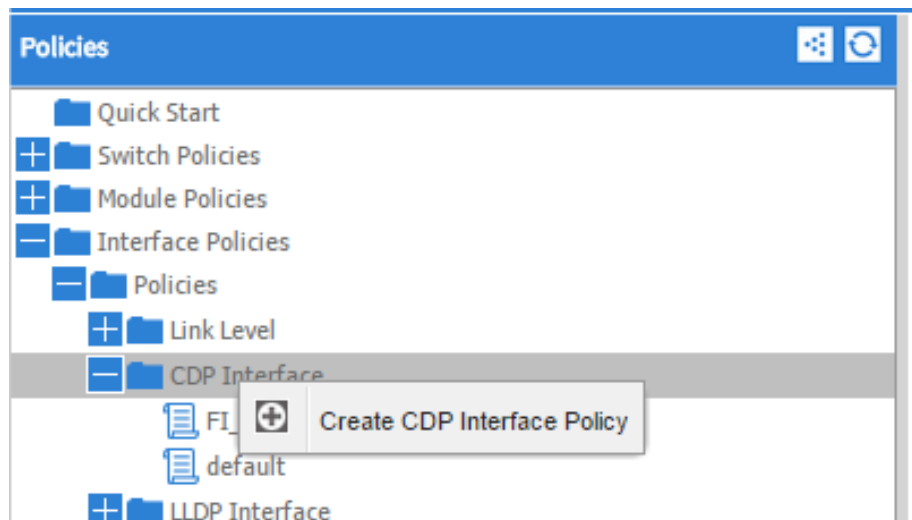 Policies
Quick Start
Switch Policies
Module Policies
Interface Policies
Policies
Link Level
CDP Interface
FI_
Create CDP Interface Policy
default
LLDP Interface